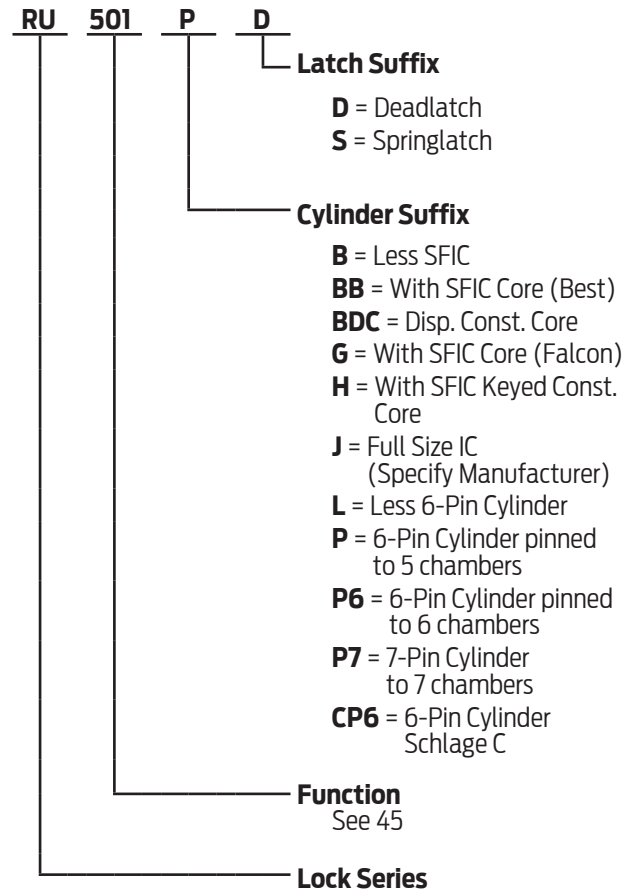 RU 501 P D
Latch Suffix
D = Deadlatch
S = Springlatch
Cylinder Suffix
B = Less SFIC
BB = With SFIC Core (Best)
BDC = Disp. Const. Core
G = With SFIC Core (Falcon)
H = With SFIC Keyed Const.
Core
J = Full Size IC
(Specify Manufacturer)
L = Less 6-Pin Cylinder
P = 6-Pin Cylinder pinned
to 5 chambers
P6 = 6-Pin Cylinder pinned
to 6 chambers
P7 = 7-Pin Cylinder
to 7 chambers
CP6 = 6-Pin Cylinder
Schlage C
Function
See 45
Lock Series